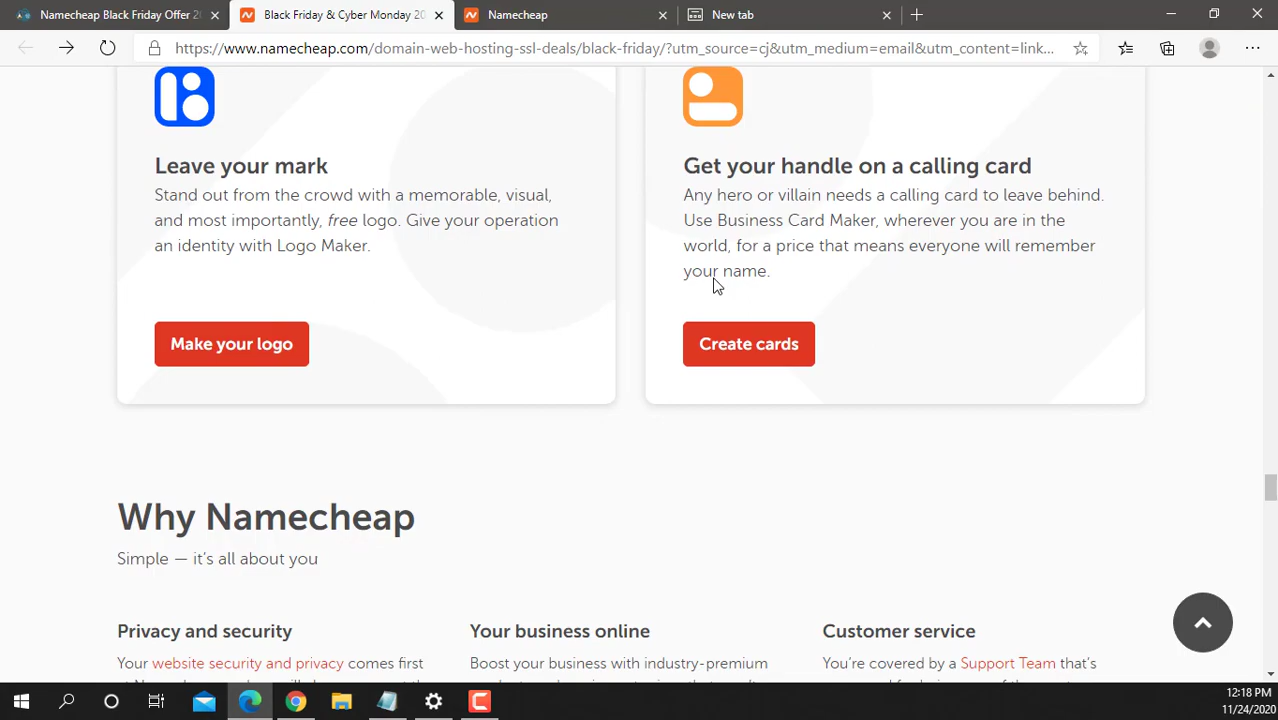 Namecheap Black Friday Offer 20
Black Friday & Cyber Monday 20
Namecheap
New tab
https://www.namecheap.com/domain-web-hosting-ssl-deals/black-friday/?utm_source=cj&utm_medium=email&utm_content=link...
Leave your mark
Stand out from the crowd with a memorable, visual,
and most importantly, free logo. Give your operation
an identity with Logo Maker.
Make your logo
Get your handle on a calling card
Any hero or villain needs a calling card to leave behind.
Use Business Card Maker, wherever you are in the
world, for a price that means everyone will remember
your name.
Create cards
Why Namecheap
Simple — it's all about you
Privacy and security
Your website security and privacy comes first
Your business online
Boost your business with industry-premium
Customer service
You're covered by a Support Team that's
12:18 PM
11/24/2020